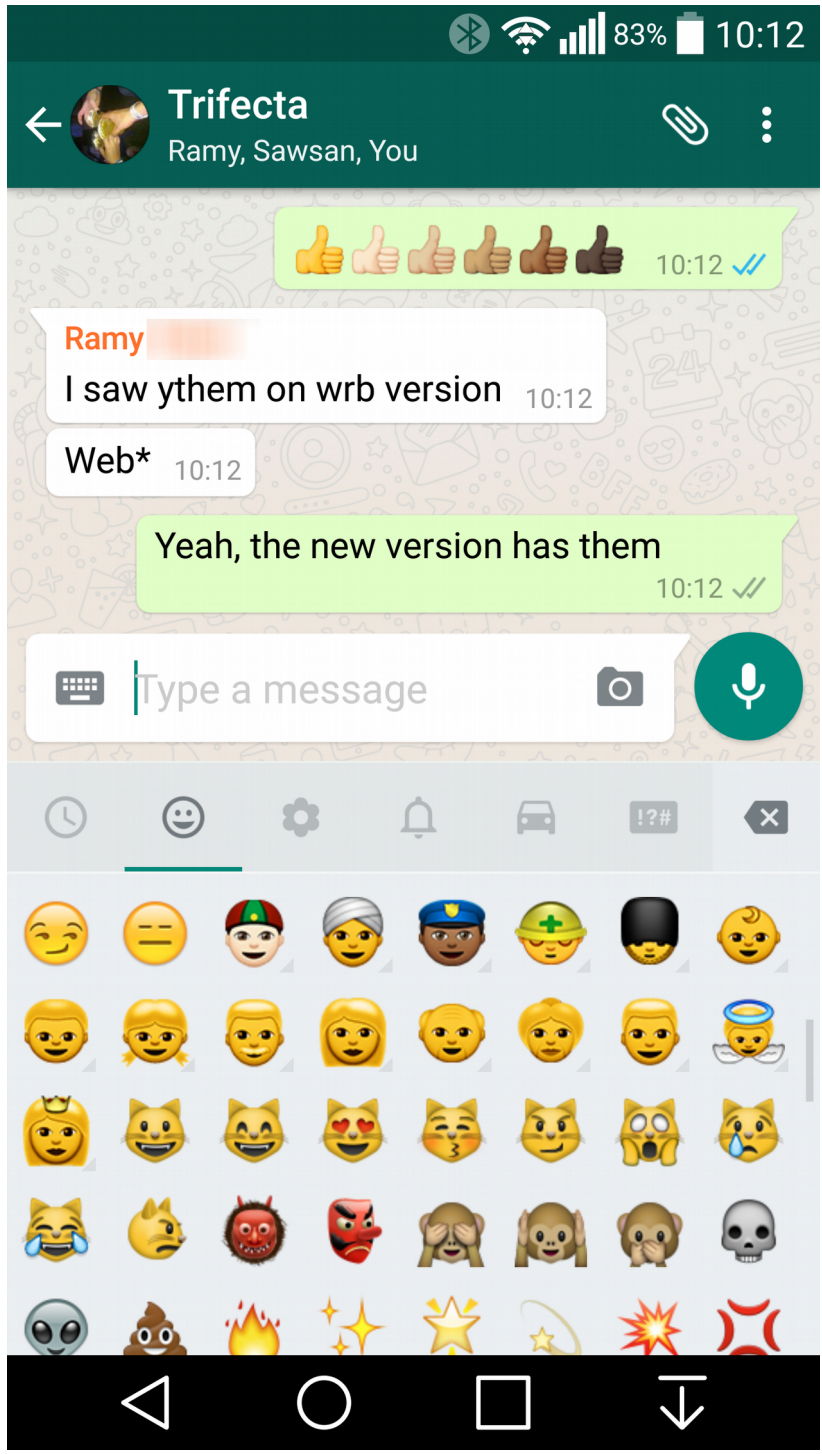 83% 10:12
Trifecta
Ramy, Sawsan, You
10:12
Ramy
I saw ythem on wrb version 10:12
Web* 10:12
Yeah, the new version has them
10:12
Type a message
!?#